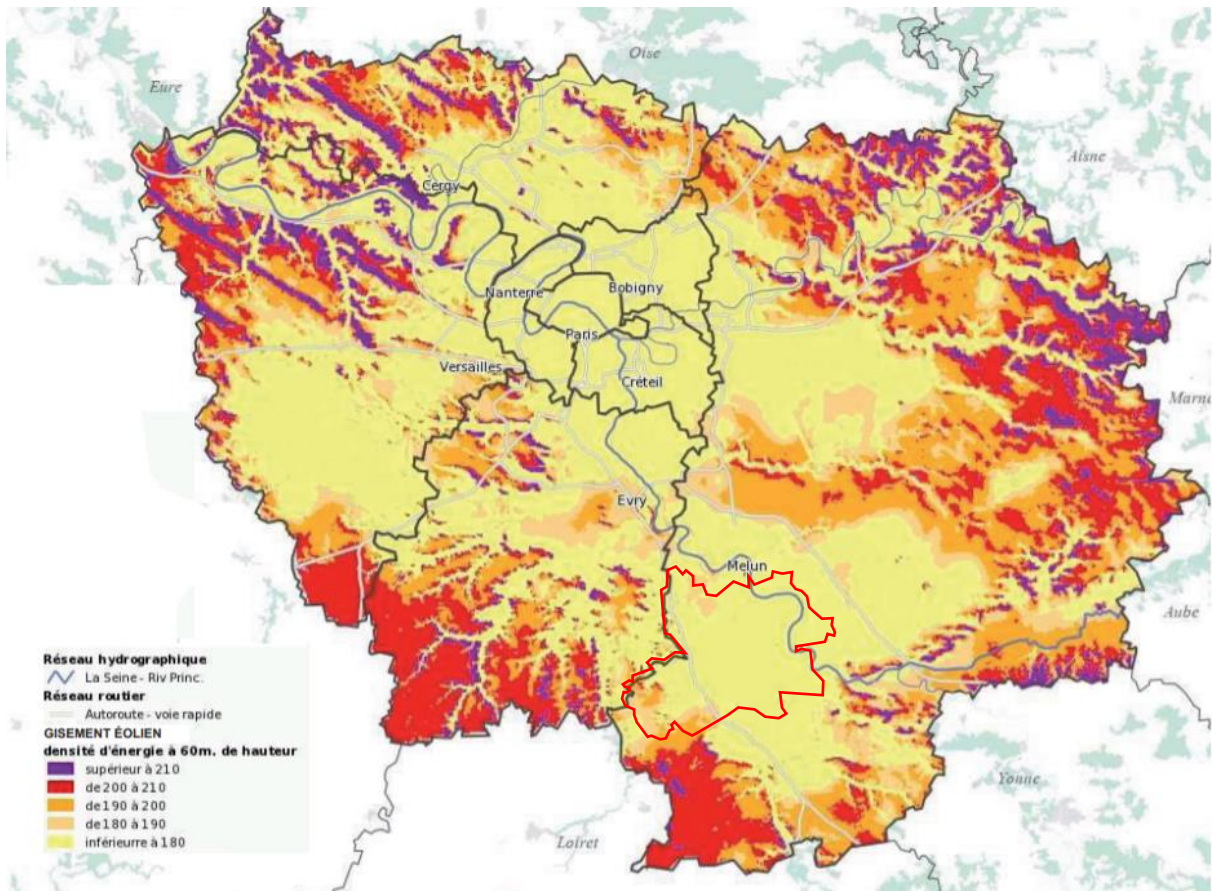 Oise
Eure
Aisne
Cergy
Nanterre
Bobigny
Paris
Versailles
Créteil
Marne
Evry
Melun
Aube
Réseau hydrographique
La Seine - Riv Princ.
Réseau routier
Autoroute - voie rapide
GISEMENT ÉOLIEN
densité d'énergie à 60m. de hauteur
supérieur à 210
de 200 à 210
de 190 à 200
de 180 à 190
inférieurre à 180
Yonne
Loiret